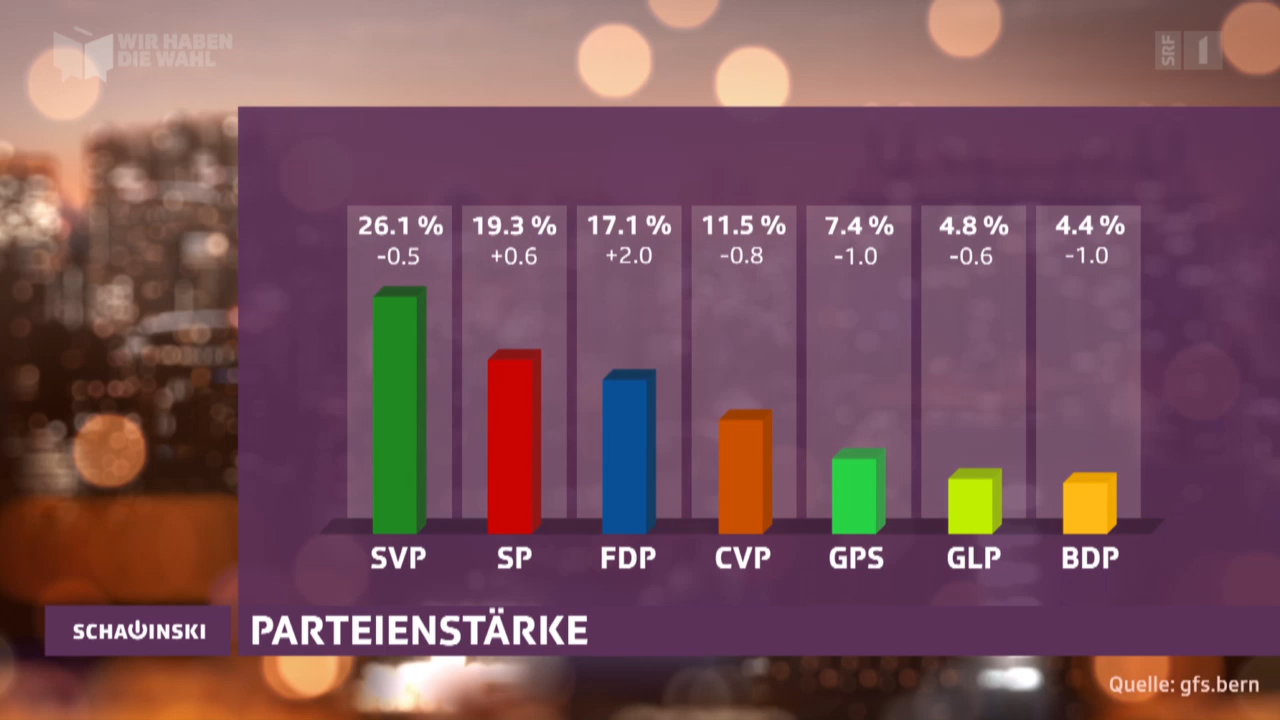 WIR HABEN
DIE WAHL
SRF 1
26.1 % 19.3 % 17.1 % 11.5 % 7.4 % 4.8 % 4.4 %
-0.5 +0.6 +2.0 -0.8 -1.0 -0.6 -1.0
SVP SP FDP CVP GPS GLP BDP
SCHAWINSKI
PARTEIENSTÄRKE
Quelle: gfs.bern